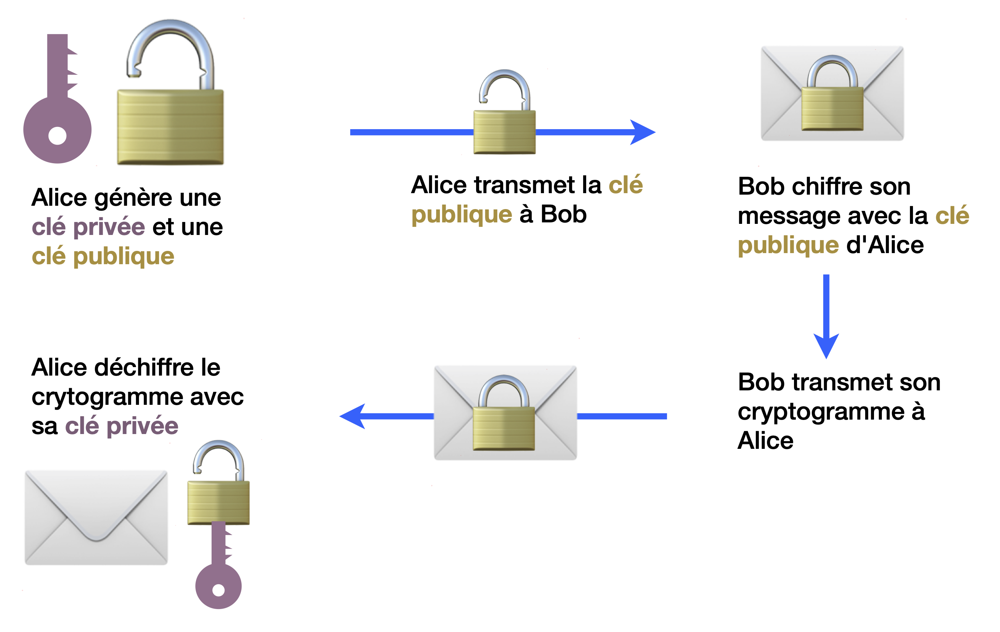 Alice génère une
clé privée et une
clé publique
Alice transmet la clé
publique à Bob
Bob chiffre son
message avec la clé
publique d'Alice
Bob transmet son
cryptogramme à
Alice
Alice déchiffre le
crytogramme avec
sa clé privée